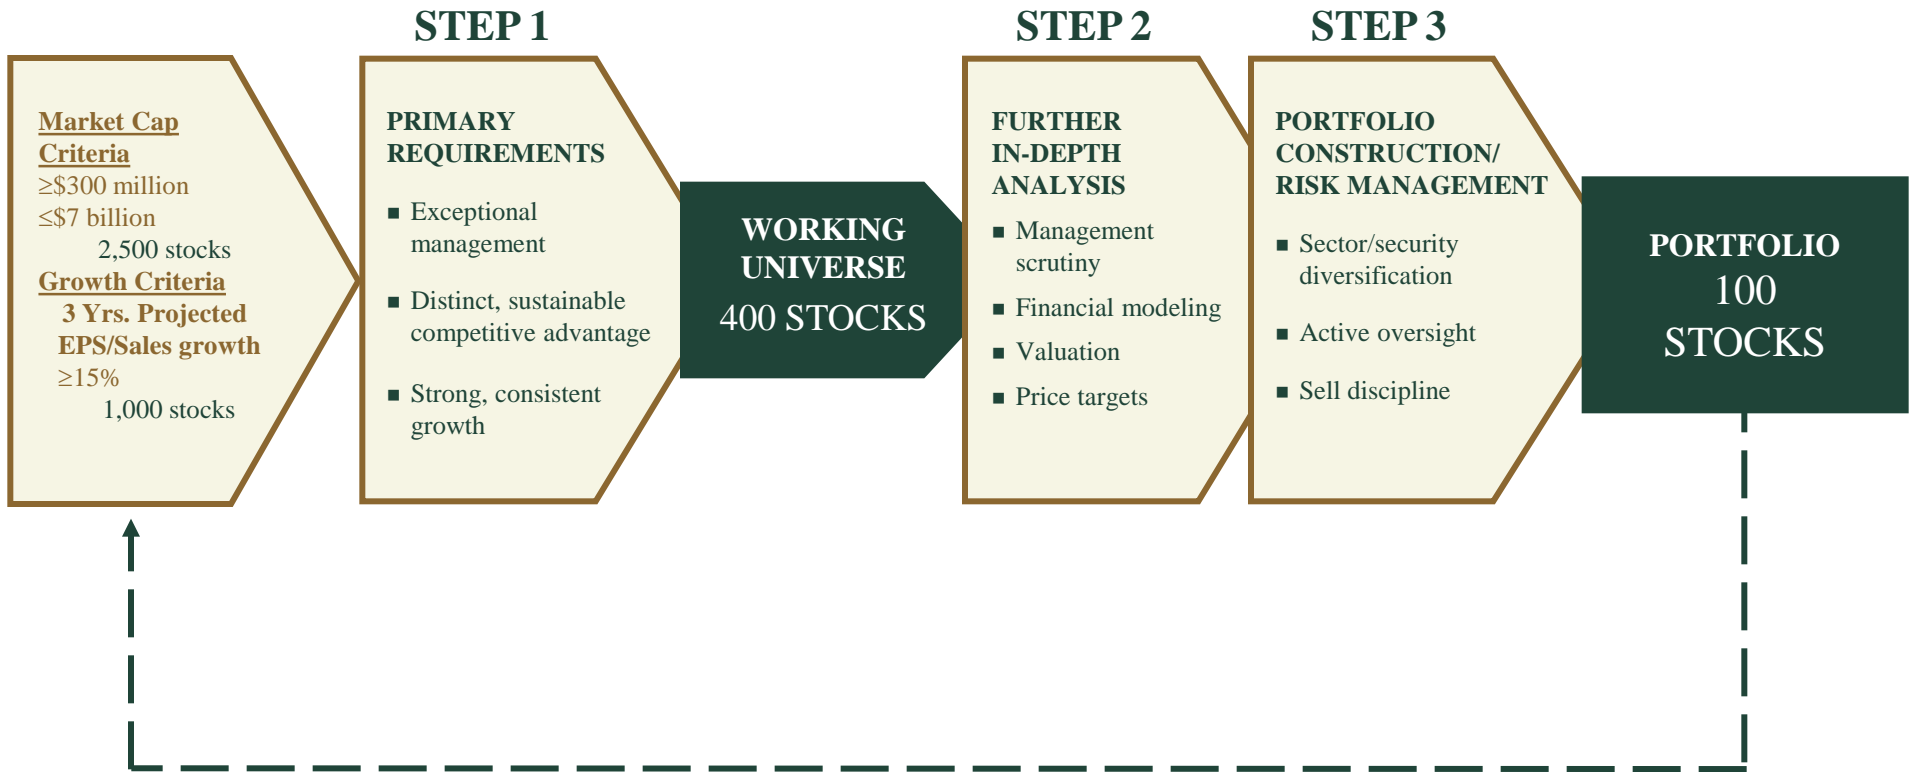 STEP 1
STEP 2
STEP 3
Market Cap
Criteria
≥$300 million
≤$7 billion
2,500 stocks
Growth Criteria
3 Yrs. Projected
EPS/Sales growth
≥15%
1,000 stocks
PRIMARY
REQUIREMENTS
■ Exceptional
management
■ Distinct, sustainable
competitive advantage
■ Strong, consistent
growth
WORKING
UNIVERSE
400 STOCKS
FURTHER
IN-DEPTH
ANALYSIS
■ Management
scrutiny
■ Financial modeling
■ Valuation
■ Price targets
PORTFOLIO
CONSTRUCTION/
RISK MANAGEMENT
■ Sector/security
diversification
■ Active oversight
■ Sell discipline
PORTFOLIO
100
STOCKS